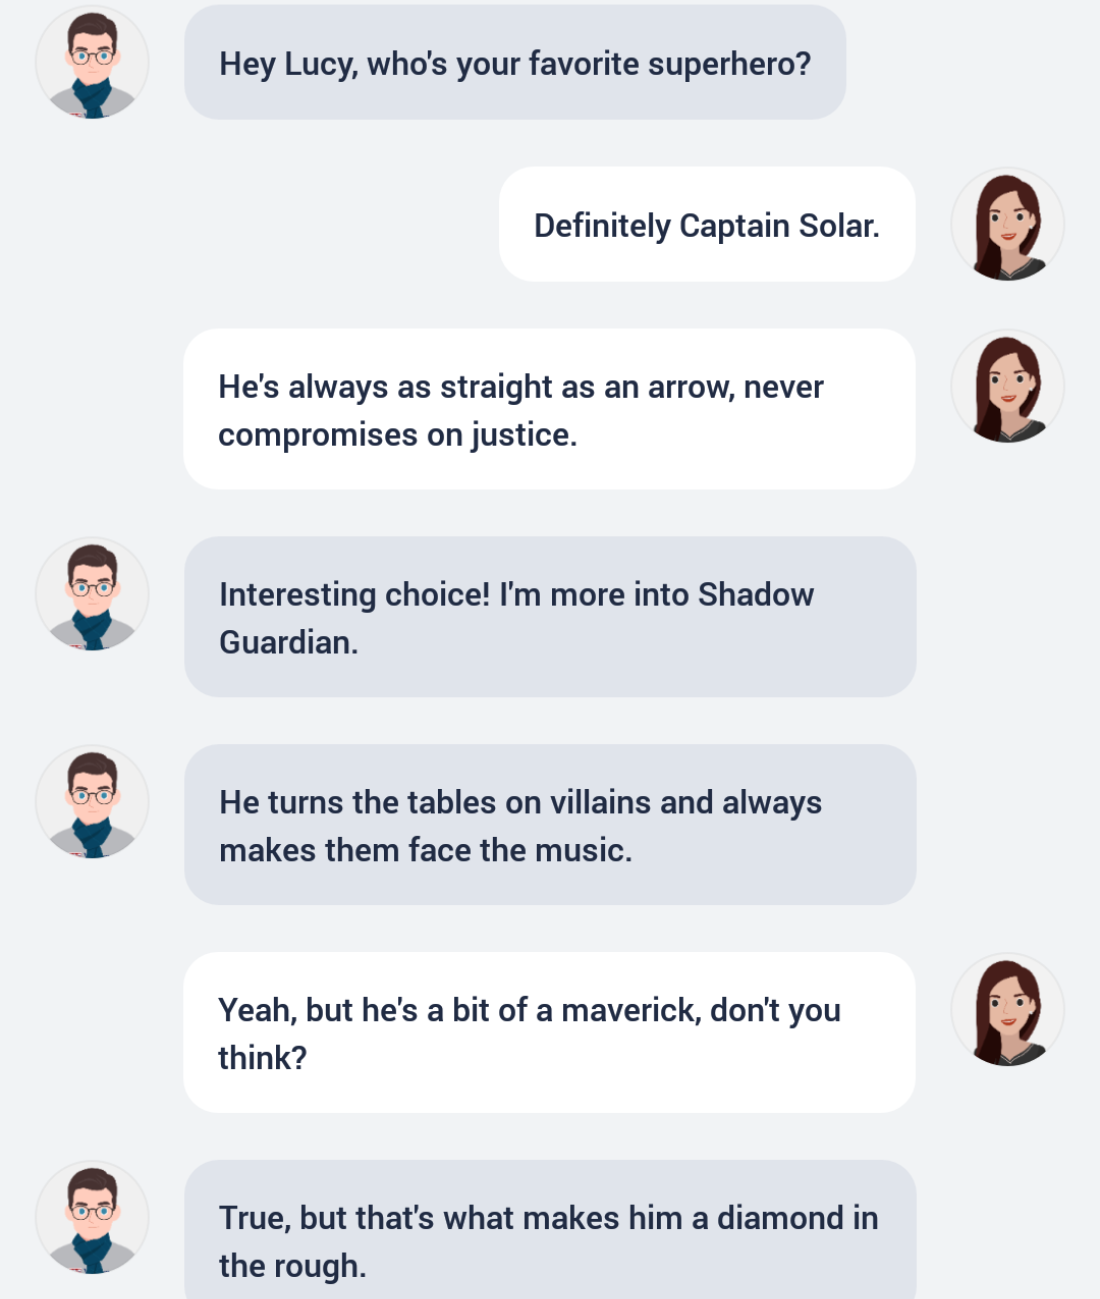 Hey Lucy, who's your favorite superhero?
Definitely Captain Solar.
He's always as straight as an arrow, never
compromises on justice.
Interesting choice! I'm more into Shadow
Guardian.
He turns the tables on villains and always
makes them face the music.
Yeah, but he's a bit of a maverick, don't you
think?
True, but that's what makes him a diamond in
the rough.